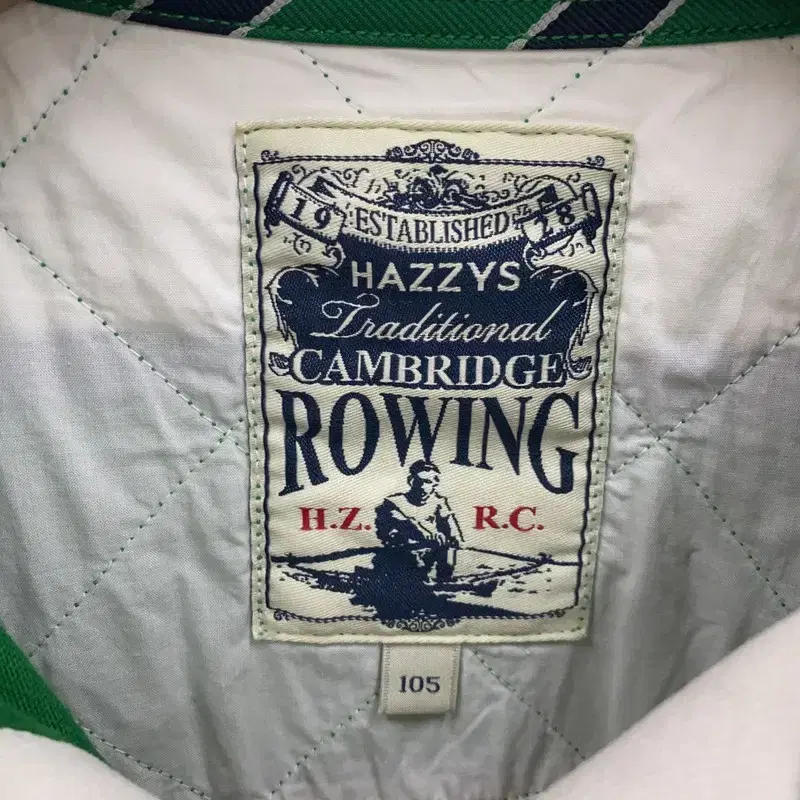 19 ESTABLISHED 28
HAZZYS
Traditional
CAMBRIDGE
ROWING
H.Z. R.C.
105